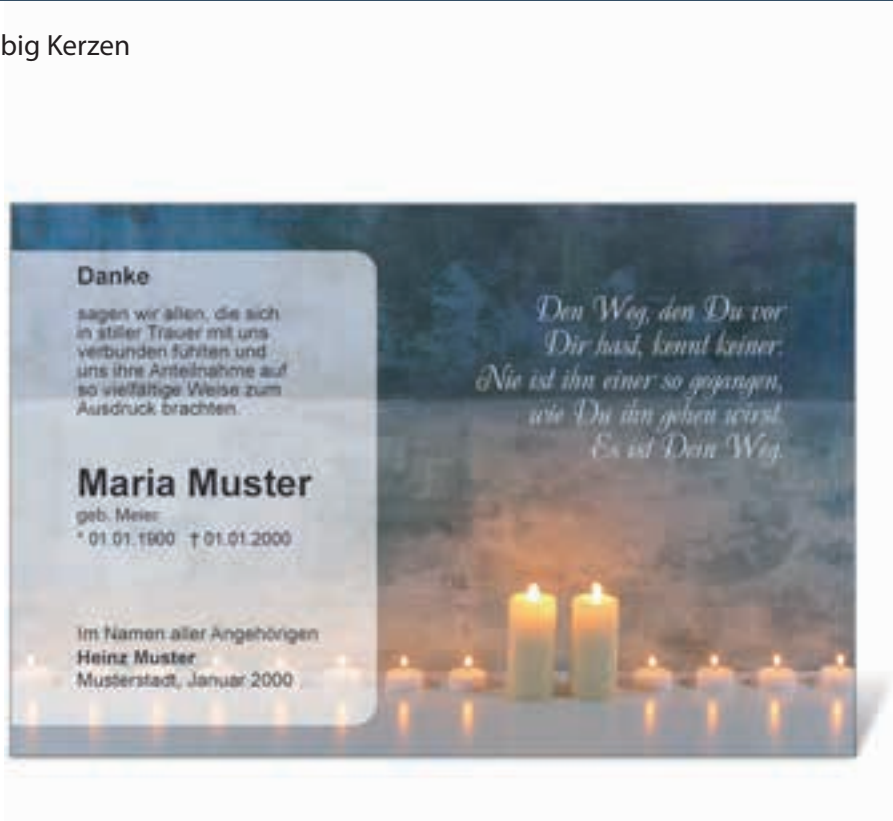 big Kerzen
Danke
sagen wir allen, die sich
in stiller Trauer mit uns
verbunden fühlten und
uns ihre Anteilnahme auf
so vielfältige Weise zum
Ausdruck brachten.
Maria Muster
geb. Meier
* 01.01.1900 † 01.01.2000
Im Namen aller Angehörigen
Heinz Muster
Musterstadt, Januar 2000
Den Weg, den Du vor
Dir hast, kennt keiner.
Nie ist ihn einer so gegangen,
wie Du ihn gehen wirst.
Es ist Dein Weg.